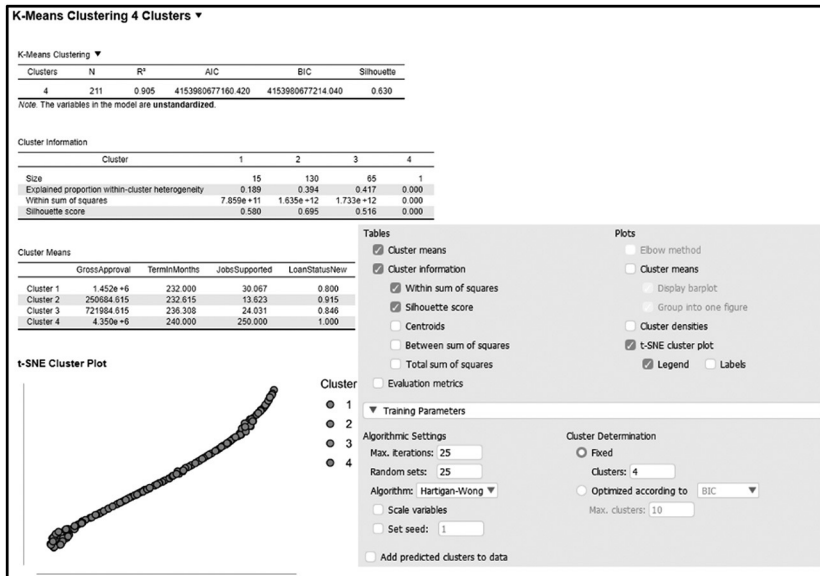 K-Means Clustering 4 Clusters ▼
K-Means Clustering ▼
Clusters N R² AIC BIC Silhouette
4 211 0.905 4153980677160.420 4153980677214.040 0.630
Note. The variables in the model are unstandardized.
Cluster Information
Cluster 1 2 3 4
Size 15 130 65 1
Explained proportion within-cluster heterogeneity 0.189 0.394 0.417 0.000
Within sum of squares 7.859e +11 1.635e +12 1.733e +12 0.000
Silhouette score 0.580 0.695 0.516 0.000
Cluster Means
GrossApproval TermInMonths JobsSupported LoanStatusNew
Cluster 1 1.452e +6 232.000 30.067 0.800
Cluster 2 250684.615 232.615 13.623 0.915
Cluster 3 721984.615 236.308 24.031 0.846
Cluster 4 4.350e +6 240.000 250.000 1.000
t-SNE Cluster Plot
Cluster
1
2
3
4
Tables
Cluster means
Cluster information
Within sum of squares
Silhouette score
Centroids
Between sum of squares
Total sum of squares
Evaluation metrics
Plots
Elbow method
Cluster means
Display barplot
Group into one figure
Cluster densities
t-SNE cluster plot
Legend Labels
▼ Training Parameters
Algorithmic Settings
Max. iterations: 25
Random sets: 25
Algorithm: Hartigan-Wong ▼
Scale variables
Set seed: 1
Add predicted clusters to data
Cluster Determination
Fixed
Clusters: 4
Optimized according to BIC ▼
Max. clusters: 10